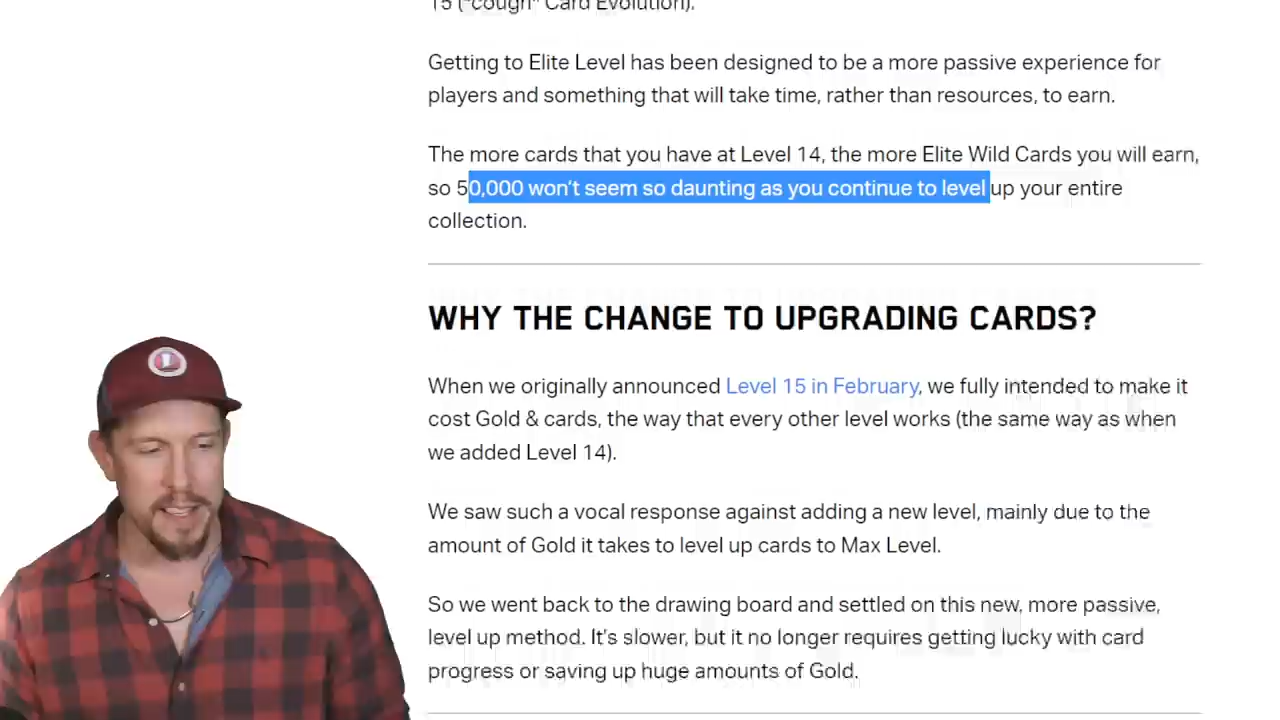 15 (*cough* Card Evolution).
Getting to Elite Level has been designed to be a more passive experience for
players and something that will take time, rather than resources, to earn.
The more cards that you have at Level 14, the more Elite Wild Cards you will earn,
so 50,000 won't seem so daunting as you continue to level up your entire
collection.
WHY THE CHANGE TO UPGRADING CARDS?
When we originally announced Level 15 in February, we fully intended to make it
cost Gold & cards, the way that every other level works (the same way as when
we added Level 14).
We saw such a vocal response against adding a new level, mainly due to the
amount of Gold it takes to level up cards to Max Level.
So we went back to the drawing board and settled on this new, more passive,
level up method. It's slower, but it no longer requires getting lucky with card
progress or saving up huge amounts of Gold.